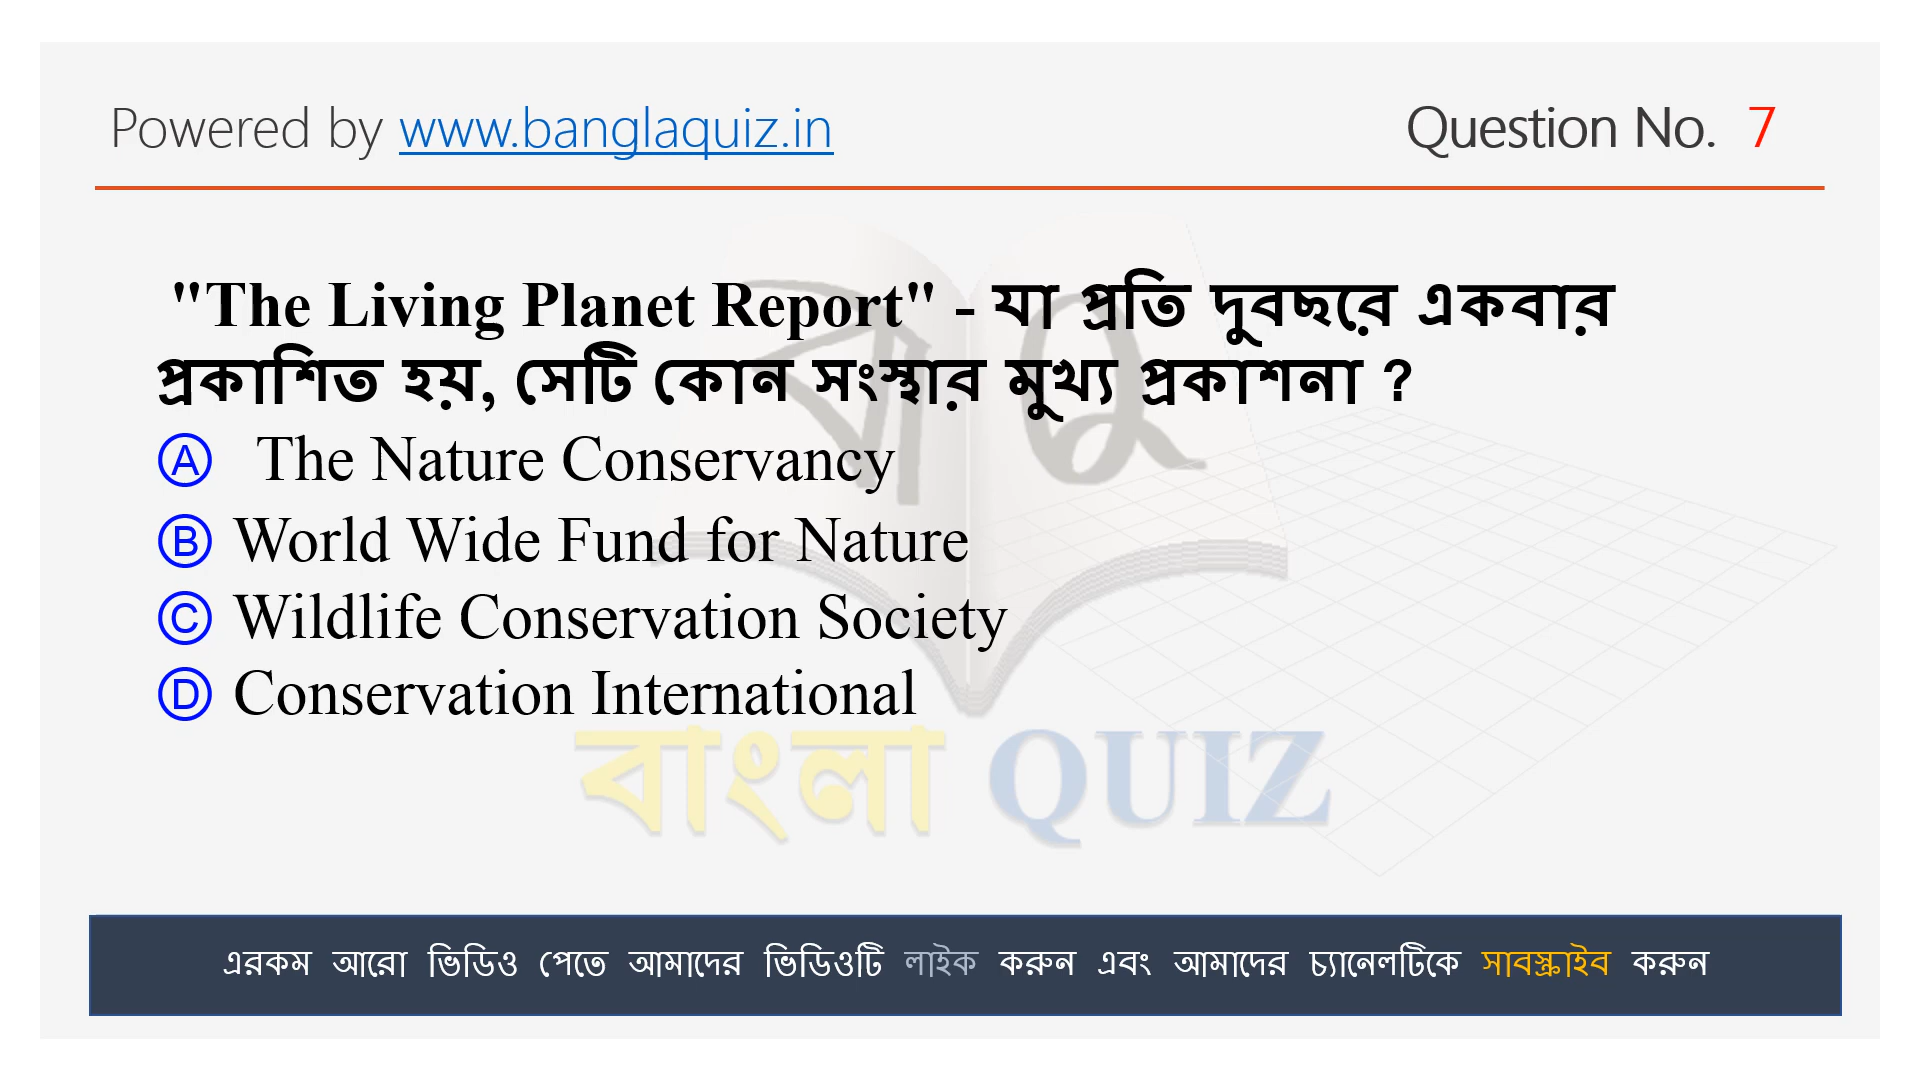 Powered by www.banglaquiz.in
Question No. 7
"The Living Planet Report" - যা প্রতি দুবছরে একবার
প্রকাশিত হয়, সেটি কোন সংস্থার মুখ্য প্রকাশনা ?
Ⓐ The Nature Conservancy
Ⓑ World Wide Fund for Nature
Ⓒ Wildlife Conservation Society
Ⓓ Conservation International
বা Q
বাংলা QUIZ
এরকম আরো ভিডিও পেতে আমাদের ভিডিওটি লাইক করুন এবং আমাদের চ্যানেলটিকে সাবস্ক্রাইব করুন